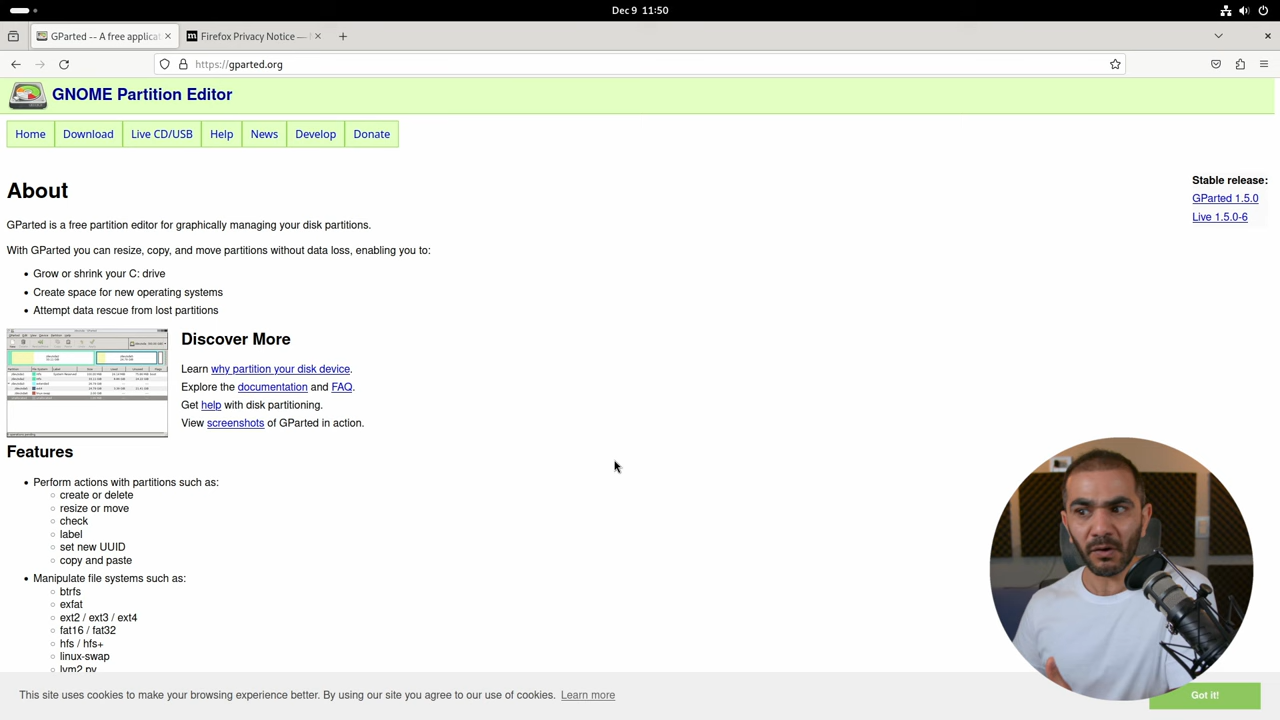 Dec 9 11:50
GParted -- A free applicat
Firefox Privacy Notice —
https://gparted.org
GNOME Partition Editor
Home
Download
Live CD/USB
Help
News
Develop
Donate
About
Stable release:
GParted 1.5.0
Live 1.5.0-6
GParted is a free partition editor for graphically managing your disk partitions.
With GParted you can resize, copy, and move partitions without data loss, enabling you to:
• Grow or shrink your C: drive
• Create space for new operating systems
• Attempt data rescue from lost partitions
Discover More
Learn why partition your disk device.
Explore the documentation and FAQ.
Get help with disk partitioning.
View screenshots of GParted in action.
Features
• Perform actions with partitions such as:
○ create or delete
○ resize or move
○ check
○ label
○ set new UUID
○ copy and paste
• Manipulate file systems such as:
○ btrfs
○ exfat
○ ext2 / ext3 / ext4
○ fat16 / fat32
○ hfs / hfs+
○ linux-swap
○ lvm2 pv
This site uses cookies to make your browsing experience better. By using our site you agree to our use of cookies. Learn more
Got it!